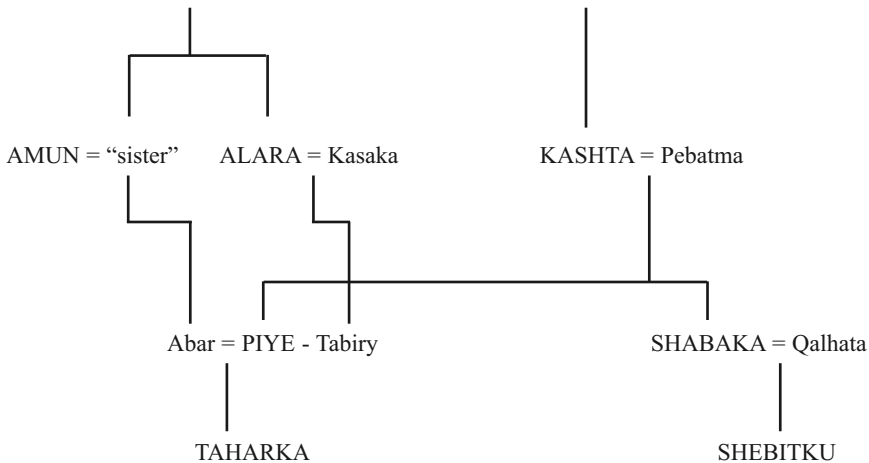 AMUN = “sister” ALARA = Kasaka KASHTA = Pebatma
Abar = PIYE - Tabiry SHABAKA = Qalhata
TAHARKA SHEBITKU